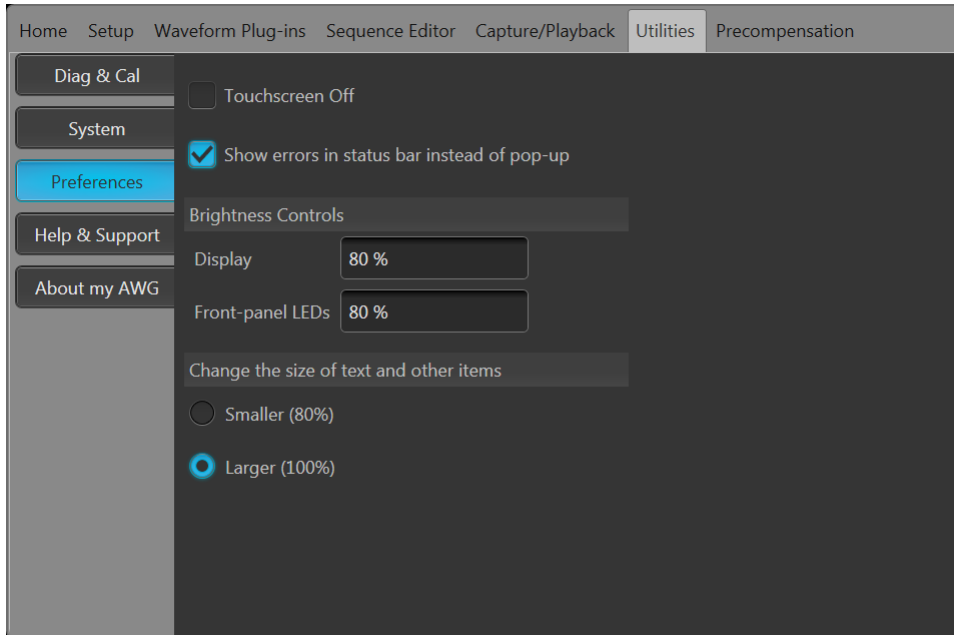 Home Setup Waveform Plug-ins Sequence Editor Capture/Playback Utilities Precompensation
Diag & Cal
System
Preferences
Help & Support
About my AWG
Touchscreen Off
Show errors in status bar instead of pop-up
Brightness Controls
Display 80 %
Front-panel LEDs 80 %
Change the size of text and other items
Smaller (80%)
Larger (100%)